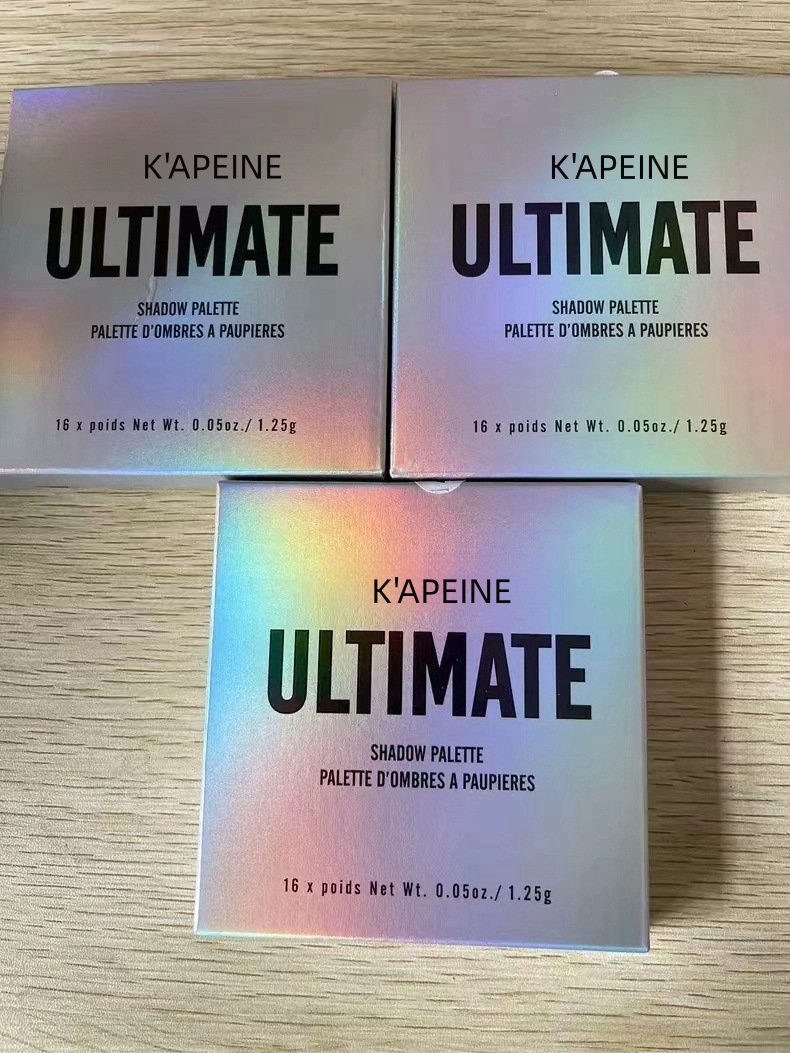 K'APEINE
ULTIMATE
SHADOW PALETTE
PALETTE D'OMBRES A PAUPIERES
16 x poids Net Wt. 0.05oz./ 1.25g
K'APEINE
ULTIMATE
SHADOW PALETTE
PALETTE D'OMBRES A PAUPIERES
16 x poids Net Wt. 0.05oz./ 1.25g
K'APEINE
ULTIMATE
SHADOW PALETTE
PALETTE D'OMBRES A PAUPIERES
16 x poids Net Wt. 0.05oz./ 1.25g